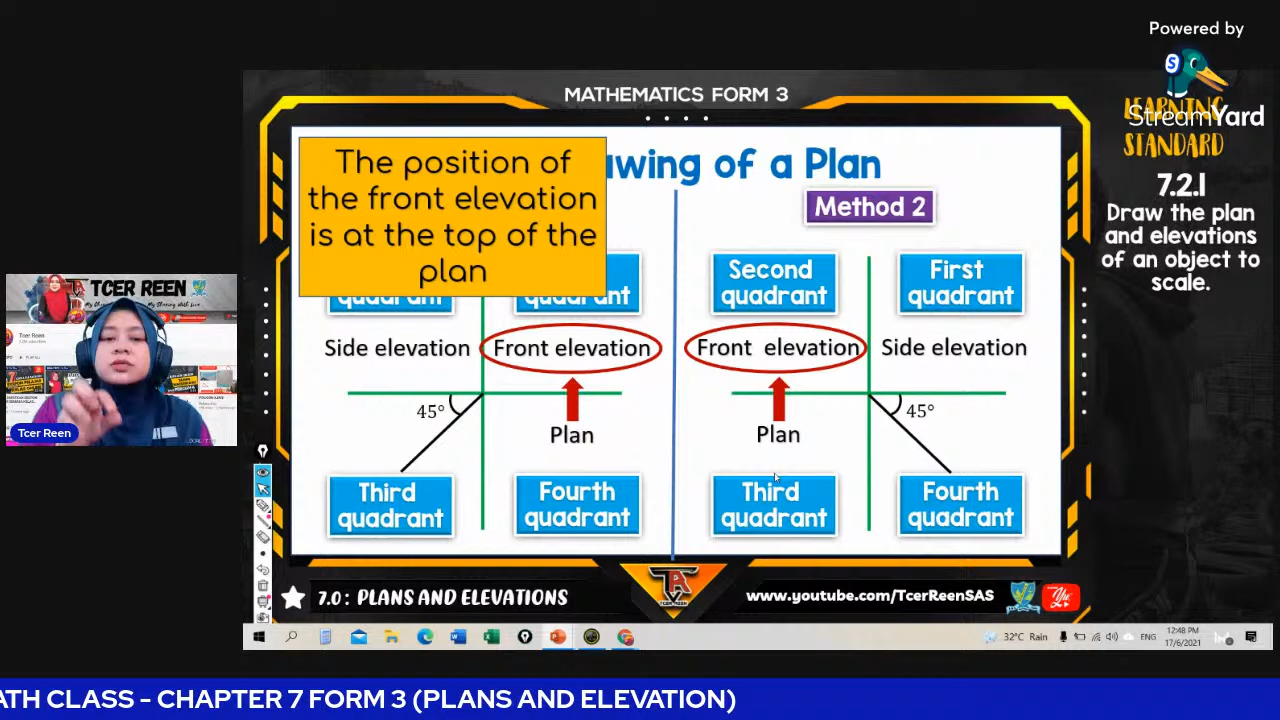 Powered by
StreamYard
LEARNING
STANDARD
7.2.1
Draw the plan
and elevations
of an object to
scale.
MATHEMATICS FORM 3
The position of
the front elevation
is at the top of the
plan
awing of a Plan
Method 2
quadrant
quadrant
Second
quadrant
First
quadrant
Side elevation
Front elevation
Front elevation
Side elevation
45°
Plan
Plan
45°
Third
quadrant
Fourth
quadrant
Third
quadrant
Fourth
quadrant
7.0: PLANS AND ELEVATIONS
www.youtube.com/TcerReenSAS
TCER REEN
Tcer Reen
Tcer Reen
32°C Rain
ENG
12:48 PM
17/6/2021
ATH CLASS - CHAPTER 7 FORM 3 (PLANS AND ELEVATION)